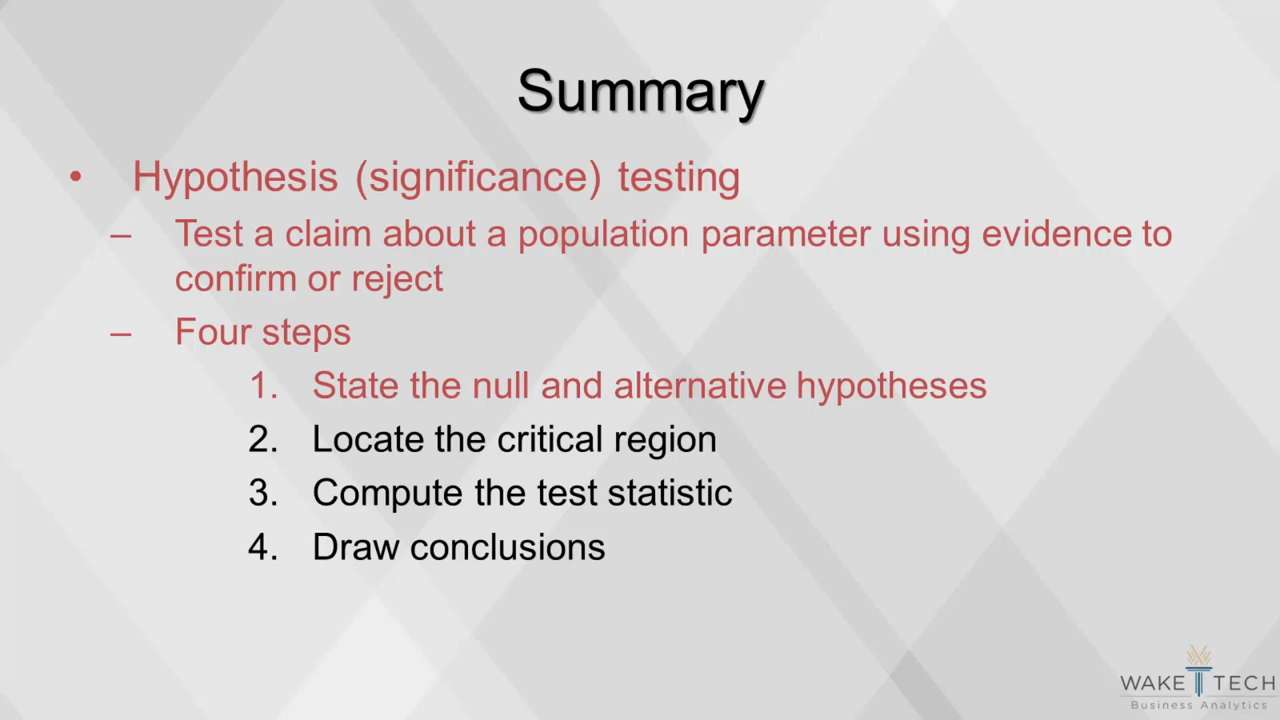 Summary
• Hypothesis (significance) testing
– Test a claim about a population parameter using evidence to
confirm or reject
– Four steps
1. State the null and alternative hypotheses
2. Locate the critical region
3. Compute the test statistic
4. Draw conclusions
WAKE TECH
Business Analytics